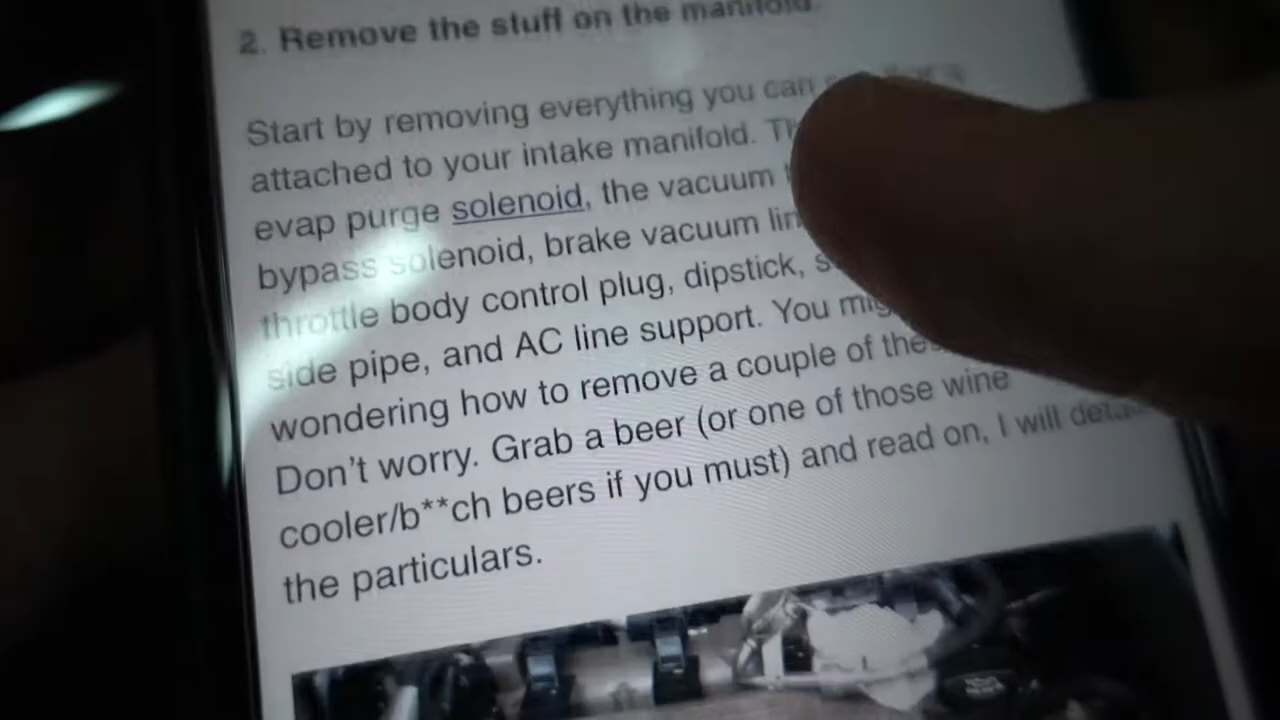 2. Remove the stuff on the manifold.
Start by removing everything you can
attached to your intake manifold.
evap purge solenoid, the vacuum
bypass solenoid, brake vacuum
throttle body control plug, dipstick,
side pipe, and AC line support. You
wondering how to remove a couple of
Don't worry. Grab a beer (or one of those wine
cooler/b**ch beers if you must) and read on, I will
the particulars.